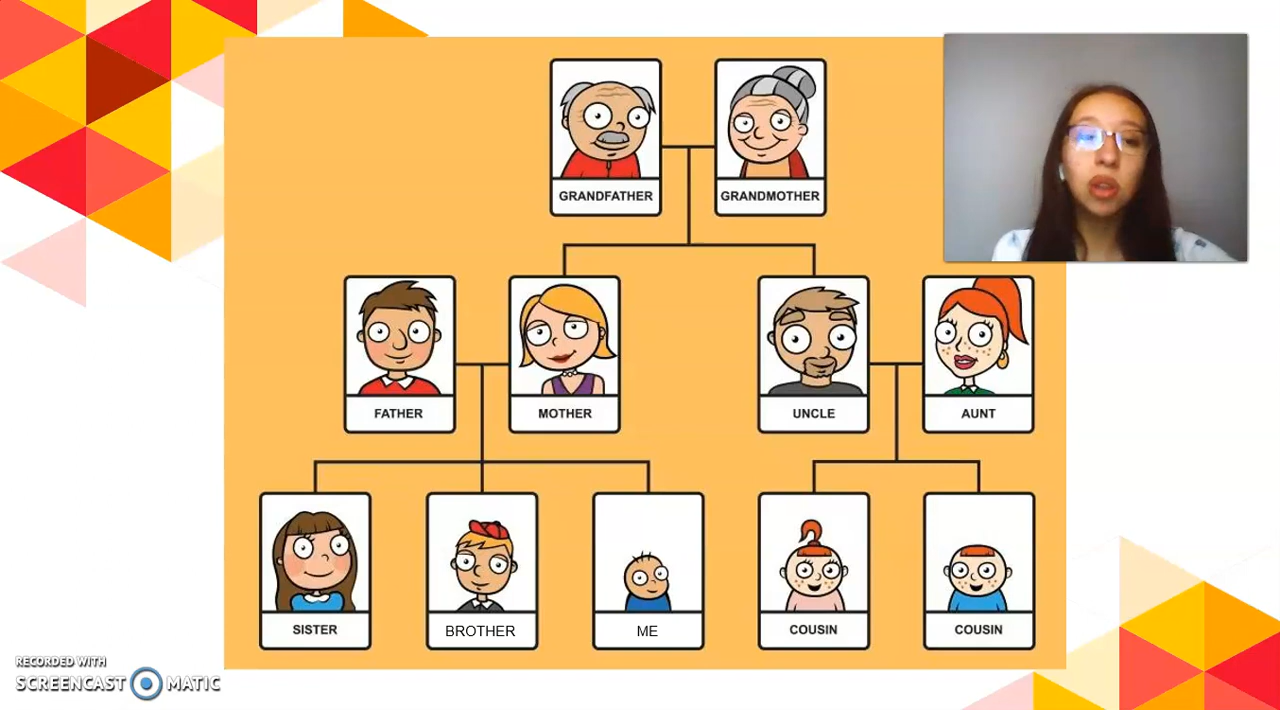 GRANDFATHER
GRANDMOTHER
FATHER
MOTHER
UNCLE
AUNT
SISTER
BROTHER
ME
COUSIN
COUSIN
RECORDED WITH
SCREENCAST MATIC